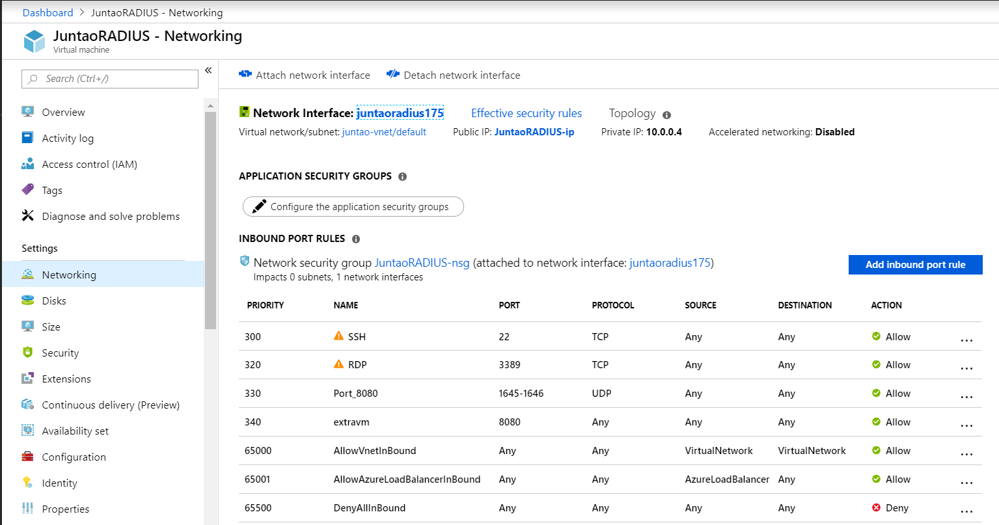 Dashboard > JuntaoRADIUS - Networking
JuntaoRADIUS - Networking
Virtual machine
Search (Ctrl+/)
«
Overview
Activity log
Access control (IAM)
Tags
Diagnose and solve problems
Settings
Networking
Disks
Size
Security
Extensions
Continuous delivery (Preview)
Availability set
Configuration
Identity
Properties
Attach network interface Detach network interface
Network Interface: juntaoradius175 Effective security rules Topology
Virtual network/subnet: juntao-vnet/default Public IP: JuntaoRADIUS-ip Private IP: 10.0.0.4 Accelerated networking: Disabled
APPLICATION SECURITY GROUPS
Configure the application security groups
INBOUND PORT RULES
Network security group JuntaoRADIUS-nsg (attached to network interface: juntaoradius175)
Impacts 0 subnets, 1 network interfaces
Add inbound port rule
PRIORITY NAME PORT PROTOCOL SOURCE DESTINATION ACTION
300 SSH 22 TCP Any Any Allow ...
320 RDP 3389 TCP Any Any Allow ...
330 Port_8080 1645-1646 UDP Any Any Allow ...
340 extravm 8080 Any Any Any Allow ...
65000 AllowVnetInBound Any Any VirtualNetwork VirtualNetwork Allow ...
65001 AllowAzureLoadBalancerInBound Any Any AzureLoadBalancer Any Allow ...
65500 DenyAllInBound Any Any Any Any Deny ...